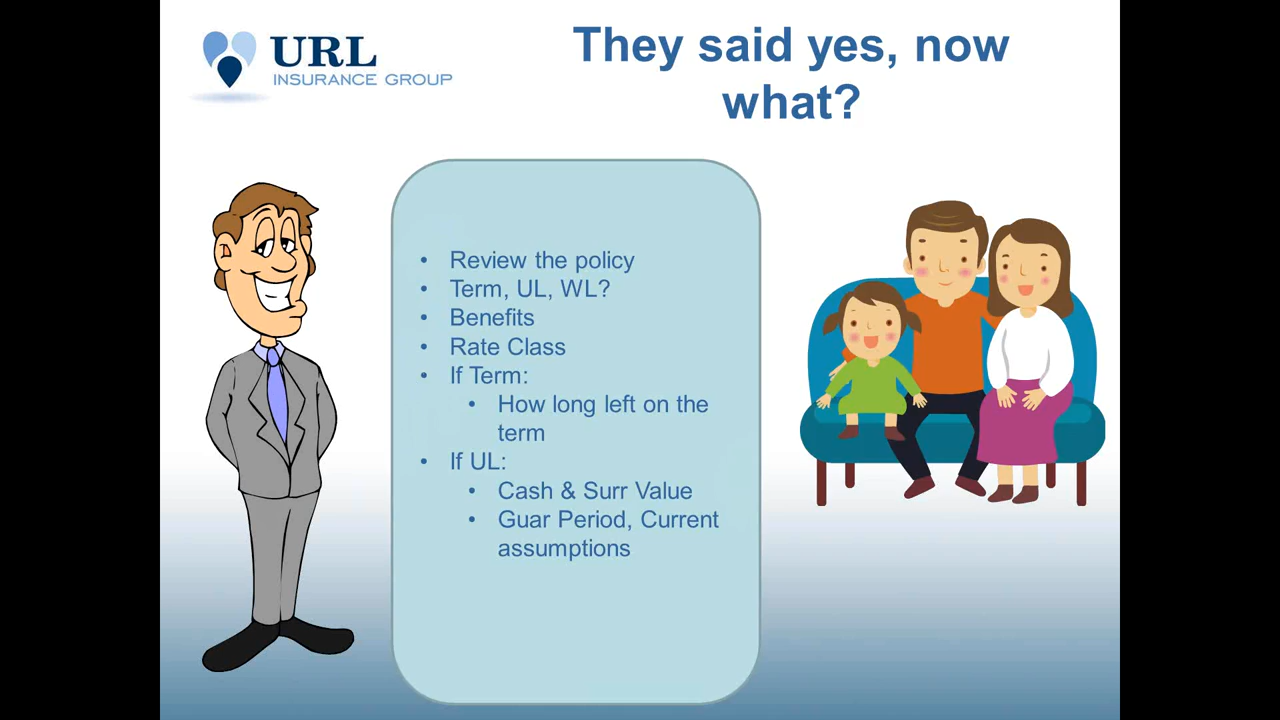 URL
INSURANCE GROUP
They said yes, now
what?
• Review the policy
• Term, UL, WL?
• Benefits
• Rate Class
• If Term:
• How long left on the
term
• If UL:
• Cash & Surr Value
• Guar Period, Current
assumptions